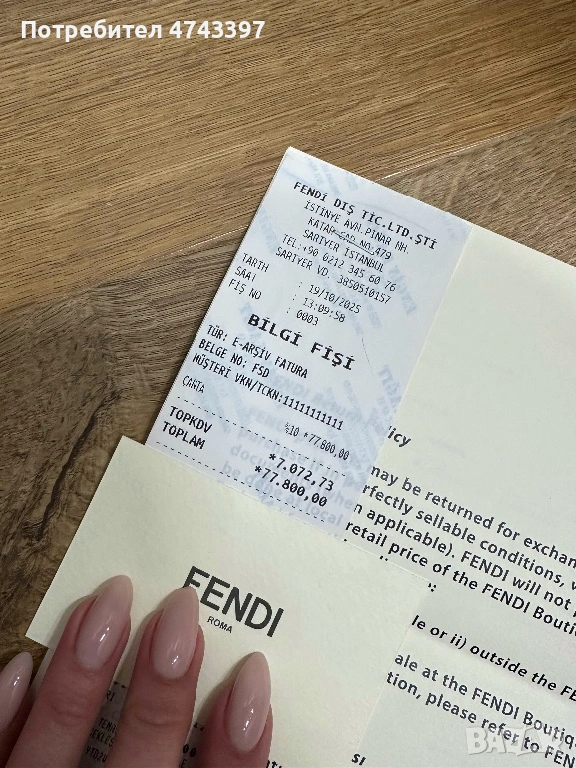 Потребител 4743397
FENDİ DIŞ TİC.LTD.ŞTİ
İSTİNYE AVN.PINAR NH.
KATAR CAD NO:479
SARIYER İSTANBUL
TEL:+90 0212 345 60 76
SARIYER VD: 3850510157
TARİH : 19/10/2025
SAAT : 13:09:58
FİŞ NO : 0003
BİLGİ FİŞİ
TÜR: E-ARŞİV FATURA
BELGE NO: FSD
MÜŞTERİ VKN/TCKN:11111111111
ÇANTA %10 *77.800,00
TOPKDV *7.072,73
TOPLAM *77.800,00
may be returned for exchan
rfectly sellable conditions,
n applicable). FENDI will not
retail price of the FENDI Boutiq
le or ii) outside the FE
ale at the FENDI Boutiq
tion, please refer to FEN
FENDI
ROMA
BAZAR